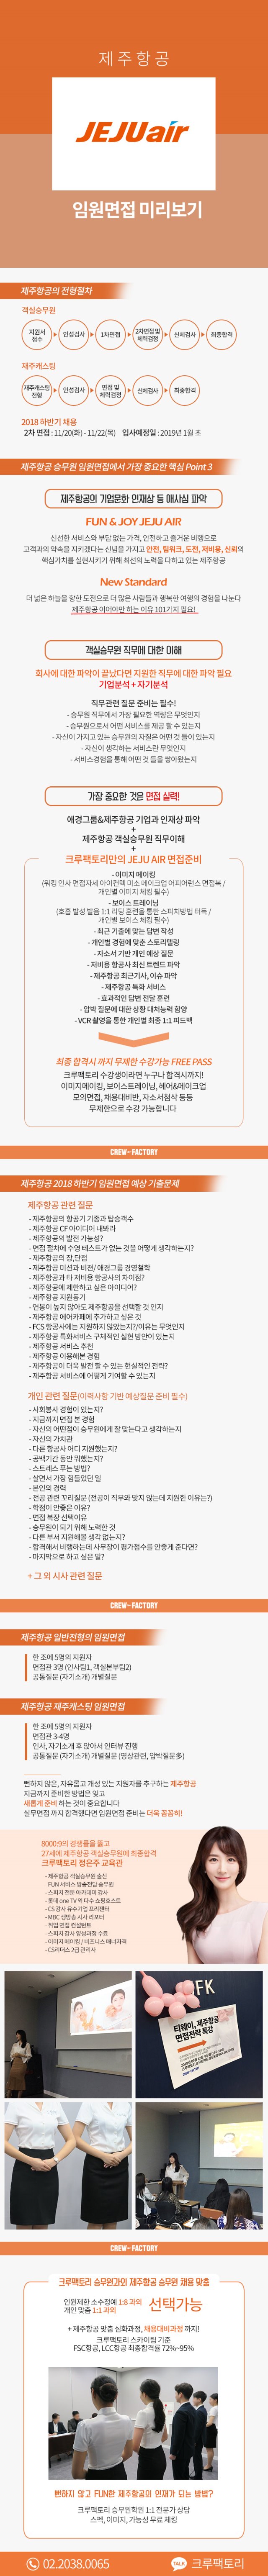 제주항공
JEJUair
임원면접 미리보기
제주항공의 전형절차
객실승무원
지원서
접수
인성검사
1차면접
2차면접 및
체력검정
신체검사
최종합격
재주캐스팅
재주캐스팅
전형
인성검사
면접 및
체력검정
신체검사
최종합격
2018 하반기 채용
2차 면접 : 11/20(화) - 11/22(목) 입사예정일 : 2019년 1월 초
제주항공 승무원 임원면접에서 가장 중요한 핵심 Point 3
제주항공의 기업문화 인재상 등 애사심 파악
FUN & JOY JEJU AIR
신선한 서비스와 부담 없는 가격, 안전하고 즐거운 비행으로
고객과의 약속을 지키겠다는 신념을 가지고 안전, 팀워크, 도전, 저비용, 신뢰의
핵심가치를 실현시키기 위해 최선의 노력을 다하고 있는 제주항공
New Standard
더 넓은 하늘을 향한 도전으로 더 많은 사람들과 행복한 여행의 경험을 나눈다
제주항공 이어야만 하는 이유 101가지 필요!
객실승무원 직무에 대한 이해
회사에 대한 파악이 끝났다면 지원한 직무에 대한 파악 필요
기업분석 + 자기분석
직무관련 질문 준비는 필수!
- 승무원 직무에서 가장 필요한 역량은 무엇인지
- 승무원으로서 어떤 서비스를 제공 할 수 있는지
- 자신이 가지고 있는 승무원의 자질은 어떤 것 들이 있는지
- 자신이 생각하는 서비스란 무엇인지
- 서비스경험을 통해 어떤 것 들을 쌓아왔는지
가장 중요한 것은 면접 실력!
애경그룹&제주항공 기업과 인재상 파악
+
제주항공 객실승무원 직무이해
+
크루팩토리만의 JEJU AIR 면접준비
- 이미지 메이킹
(워킹 인사 면접자세 아이컨택 미소 메이크업 어피어런스 면접복 /
개인별 이미지 체킹 필수)
- 보이스 트레이닝
(호흡 발성 발음 1:1 리딩 훈련을 통한 스피치방법 터득 /
개인별 보이스 체킹 필수)
- 최근 기출에 맞는 답변 작성
- 개인별 경험에 맞춘 스토리텔링
- 자소서 기반 개인 예상 질문
- 저비용 항공사 최신 트렌드 파악
- 제주항공 최근기사, 이슈 파악
- 제주항공 특화 서비스
- 효과적인 답변 전달 훈련
- 압박 질문에 대한 상황 대처능력 함양
- VCR 촬영을 통한 개인별 최종 1:1 피드백
최종 합격시 까지 무제한 수강가능 FREE PASS
크루팩토리 수강생이라면 누구나 합격시까지!
이미지메이킹, 보이스트레이닝, 헤어&메이크업
모의면접, 채용대비반, 자소서첨삭 등등
무제한으로 수강 가능합니다
CREW-FACTORY
제주항공 2018 하반기 임원면접 예상 기출문제
제주항공 관련 질문
- 제주항공의 항공기 기종과 탑승객수
- 제주항공 CF 아이디어 내봐라
- 제주항공의 발전 가능성?
- 면접 절차에 수영 테스트가 없는 것을 어떻게 생각하는지?
- 제주항공의 장,단점
- 제주항공 미션과 비전/ 애경그룹 경영철학
- 제주항공과 타 저비용 항공사의 차이점?
- 제주항공에 제한하고 싶은 아이디어?
- 제주항공 지원동기
- 연봉이 높지 않아도 제주항공을 선택할 것 인지
- 제주항공 에어카페에 추가하고 싶은 것
- FCS 항공사에는 지원하지 않았는지?/이유는 무엇인지
- 제주항공 특화서비스 구체적인 실현 방안이 있는지
- 제주항공 서비스 추천
- 제주항공 이용해본 경험
- 제주항공이 더욱 발전 할 수 있는 현실적인 전략?
- 제주항공 서비스에 어떻게 기여할 수 있는지
개인 관련 질문(이력사항 기반 예상질문 준비 필수)
- 사회봉사 경험이 있는지?
- 지금까지 면접 본 경험
- 자신의 어떤점이 승무원에게 잘 맞는다고 생각하는지
- 자신의 가치관
- 다른 항공사 어디 지원했는지?
- 공백기간 동안 뭐했는지?
- 스트레스 푸는 방법?
- 살면서 가장 힘들었던 일
- 본인의 경력
- 전공 관련 꼬리질문 (전공이 직무와 맞지 않는데 지원한 이유는?)
- 학점이 안좋은 이유?
- 면접 복장 선택이유
- 승무원이 되기 위해 노력한 것
- 다른 부서 지원해볼 생각 없는지?
- 합격해서 비행하는데 사무장이 평가점수를 안좋게 준다면?
- 마지막으로 하고 싶은 말?
+ 그 외 시사 관련 질문
CREW-FACTORY
제주항공 일반전형의 임원면접
한 조에 5명의 지원자
면접관 3명 (인사팀1, 객실본부팀2)
공통질문 (자기소개) 개별질문
제주항공 재주캐스팅 임원면접
한 조에 5명의 지원자
면접관 3-4명
인사, 자기소개 후 앉아서 인터뷰 진행
공통질문 (자기소개) 개별질문 (영상관련, 압박질문多)
뻔하지 않은, 자유롭고 개성 있는 지원자를 추구하는 제주항공
지금까지 준비한 방법은 잊고
새롭게 준비 하는 것이 중요합니다
실무면접 까지 합격했다면 임원면접 준비는 더욱 꼼꼼히!
8000:9의 경쟁률을 뚫고
27세에 제주항공 객실승무원에 최종합격
크루팩토리 정은주 교육관
- 제주항공 객실승무원 출신
- FUN 서비스 방송전담 승무원
- 스피치 전문 아카데미 강사
- 롯데 one TV 외 다수 쇼핑호스트
- CS 강사 유수기업 프리랜터
- MBC 생방송 시사 리포터
- 취업 면접 컨설턴트
- 스피치 강사 양성과정 수료
- 이미지 메이킹 / 비즈니스 매너자격
- CS리더스 2급 관리사
FK
티웨이, 제주항공
면접전략 특강
CREW-FACTORY
크루팩토리 승무원과의 제주항공 승무원 채용 맞춤
인원제한 소수정예 1:8 과외
개인 맞춤 1:1 과외
선택가능
+ 제주항공 맞춤 심화과정, 채용대비과정 까지!
크루팩토리 스카이팀 기준
FSC항공, LCC항공 최종합격률 72%~95%
뻔하지 않고 FUN한 제주항공의 인재가 되는 방법?
크루팩토리 승무원학원 1:1 전문가 상담
스펙, 이미지, 가능성 무료 체킹
02.2038.0065
TALK 크루팩토리